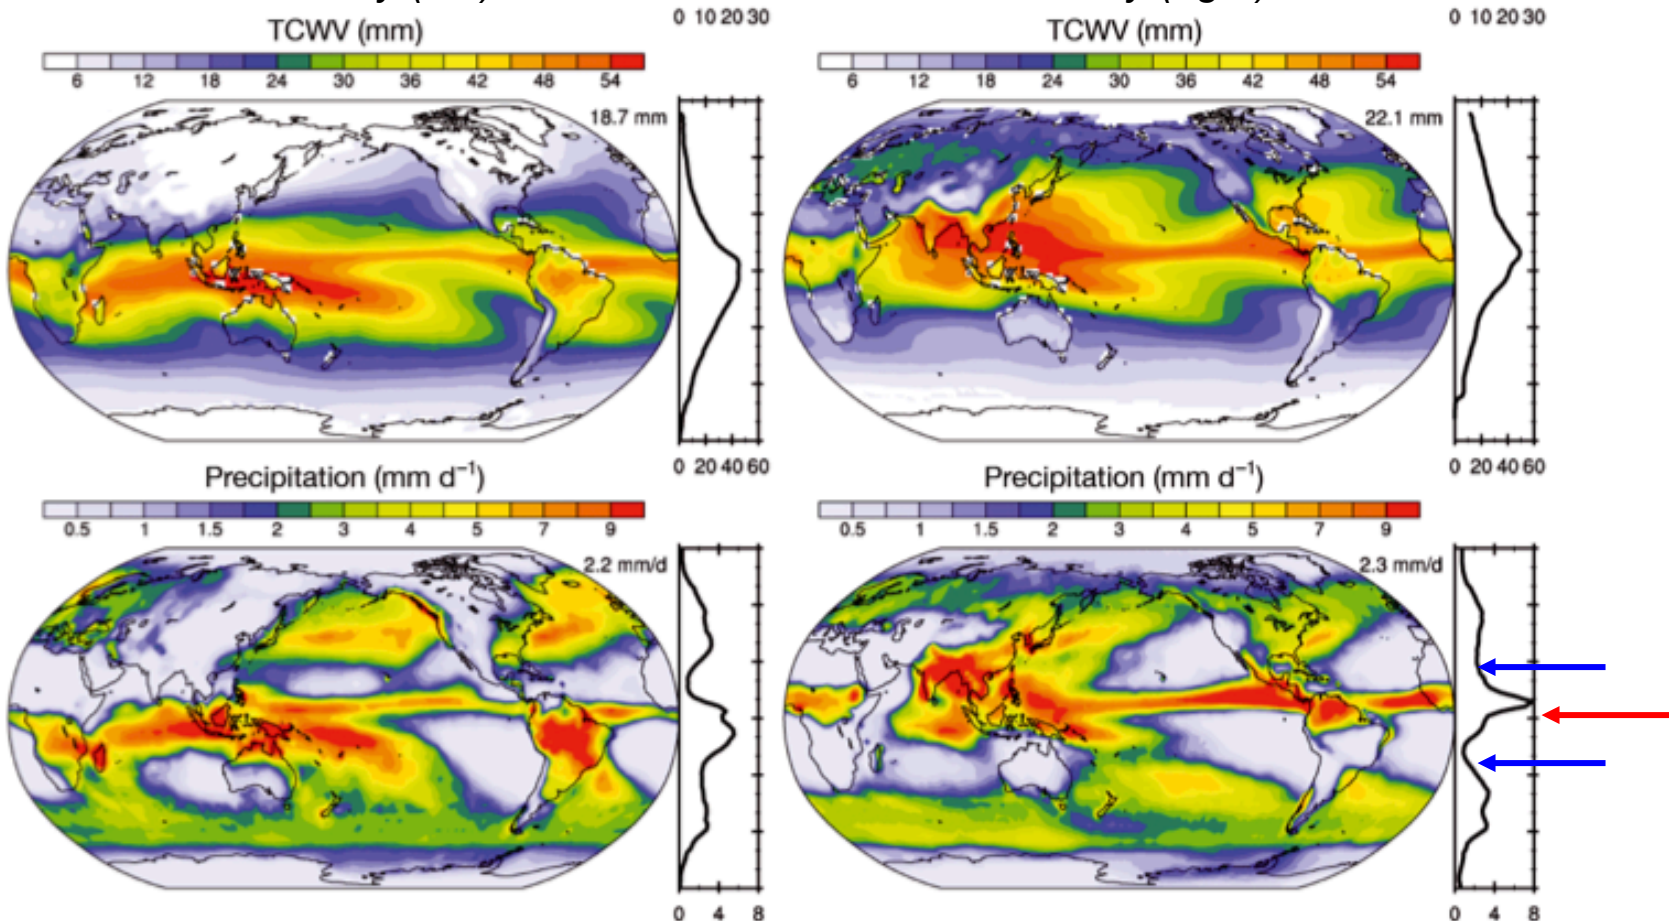 0 10 20 30
0 10 20 30
TCWV (mm)
TCWV (mm)
6 12 18 24 30 36 42 48 54
6 12 18 24 30 36 42 48 54
18.7 mm
22.1 mm
0 20 40 60
0 20 40 60
Precipitation (mm d⁻¹)
Precipitation (mm d⁻¹)
0.5 1 1.5 2 3 4 5 7 9
0.5 1 1.5 2 3 4 5 7 9
2.2 mm/d
2.3 mm/d
0 4 8
0 4 8